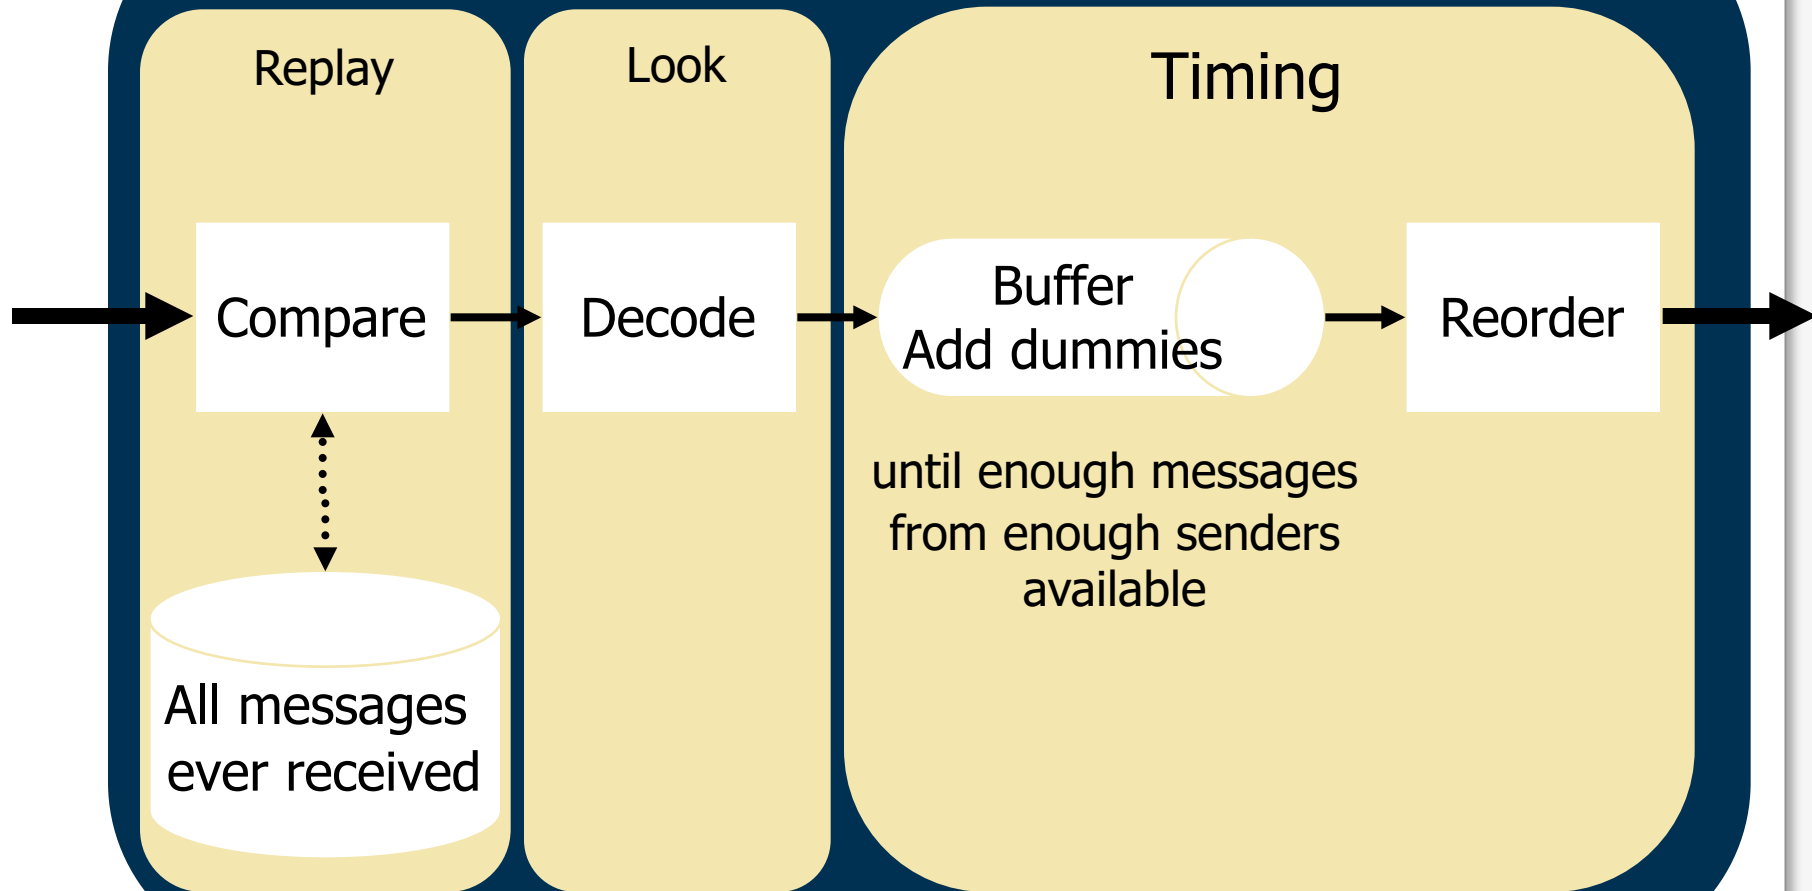 Replay
Look
Timing
Compare
Decode
Buffer
Add dummies
Reorder
until enough messages
from enough senders
available
All messages
ever received